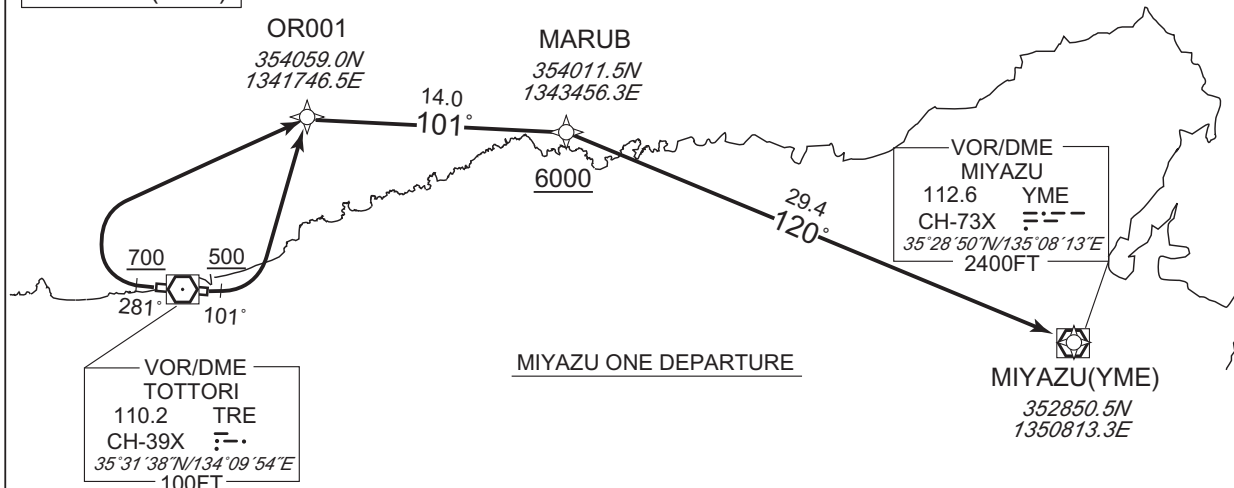 OR001
354059.0N
1341746.5E
MARUB
354011.5N
1343456.3E
14.0
101°
6000
29.4
120°
VOR/DME
MIYAZU
112.6 YME
CH-73X
35°28′50″N/135°08′13″E
2400FT
700
500
281°
101°
VOR/DME
TOTTORI
110.2 TRE
CH-39X
35°31′38″N/134°09′54″E
100FT
MIYAZU ONE DEPARTURE
MIYAZU(YME)
352850.5N
1350813.3E